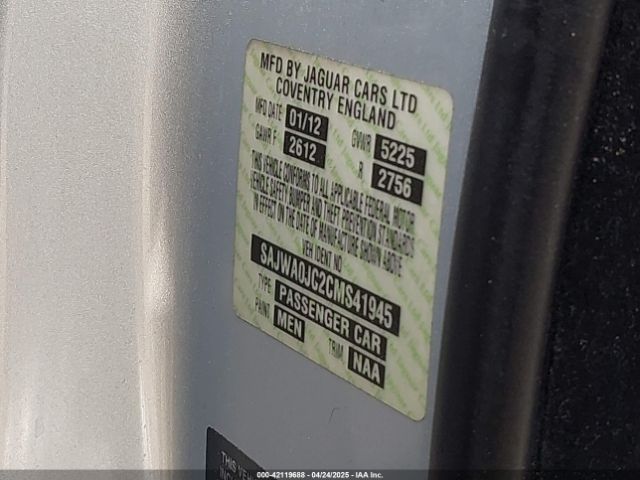 MFD BY JAGUAR CARS LTD
COVENTRY ENGLAND
MFD DATE 01/12 GVWR 5225
GAWR F 2612 R 2756
THIS VEHICLE CONFORMS TO ALL APPLICABLE FEDERAL MOTOR
VEHICLE SAFETY BUMPER AND THEFT PREVENTION STANDARDS
IN EFFECT ON THE DATE OF MANUFACTURE SHOWN ABOVE
VEH IDENT NO
SAJWA0JC2CMS41945
TYPE PASSENGER CAR
PAINT MEN TRIM NAA
THIS VEHI
000-42119688 - 04/24/2025 - IAA Inc.